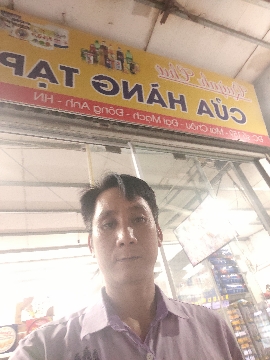 CỬA HÀNG TẠP
Mai Châu - Đại Mạch - Đông Anh - HN